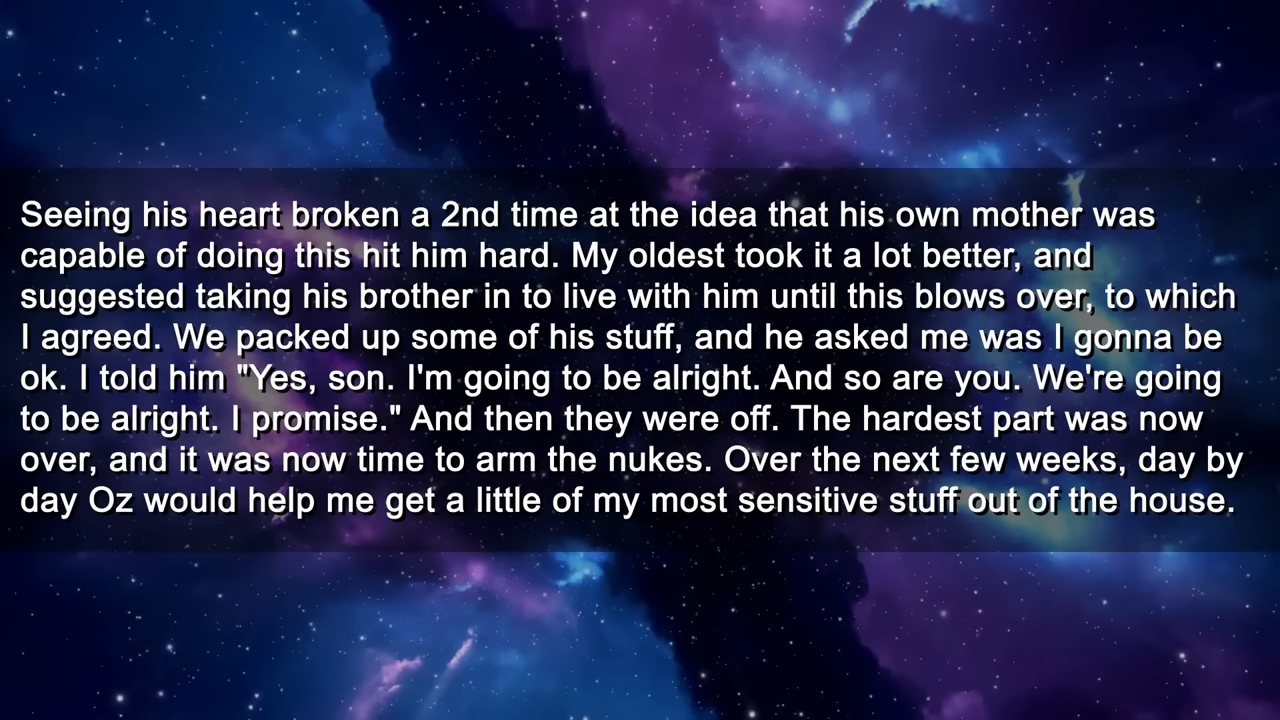 Seeing his heart broken a 2nd time at the idea that his own mother was
capable of doing this hit him hard. My oldest took it a lot better, and
suggested taking his brother in to live with him until this blows over, to which
I agreed. We packed up some of his stuff, and he asked me was I gonna be
ok. I told him "Yes, son. I'm going to be alright. And so are you. We're going
to be alright. I promise." And then they were off. The hardest part was now
over, and it was now time to arm the nukes. Over the next few weeks, day by
day Oz would help me get a little of my most sensitive stuff out of the house.